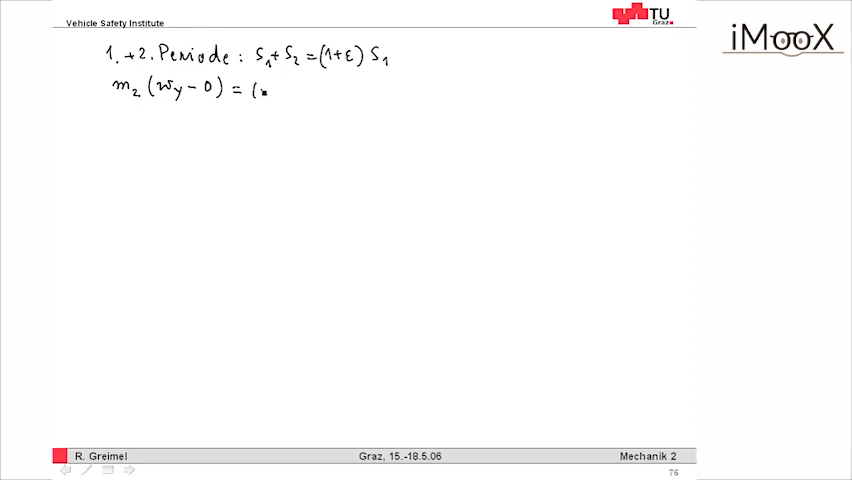 Vehicle Safety Institute
TU
Graz
iMooX
1. + 2. Periode : S₁ + S₂ = (1+ε) S₁
m₂ (w_y - 0) = (
R. Greimel
Graz, 15.-18.5.06
Mechanik 2
76